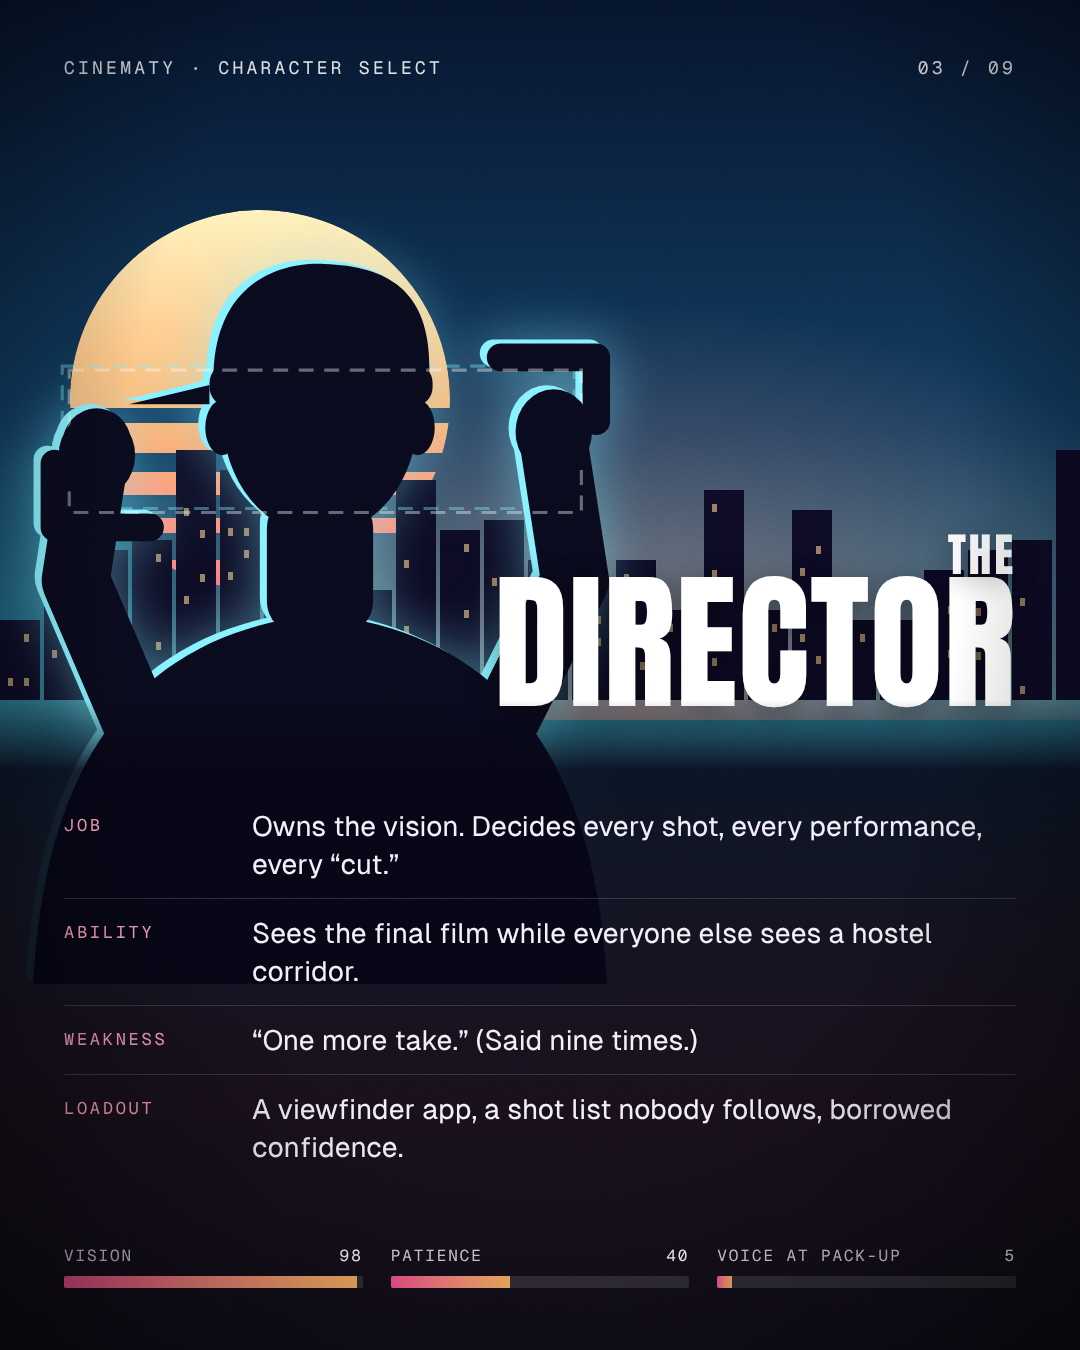 CINEMATY · CHARACTER SELECT
03 / 09
THE
DIRECTOR
JOB
Owns the vision. Decides every shot, every performance,
every “cut.”
ABILITY
Sees the final film while everyone else sees a hostel
corridor.
WEAKNESS
“One more take.” (Said nine times.)
LOADOUT
A viewfinder app, a shot list nobody follows, borrowed
confidence.
VISION 98
PATIENCE 40
VOICE AT PACK-UP 5